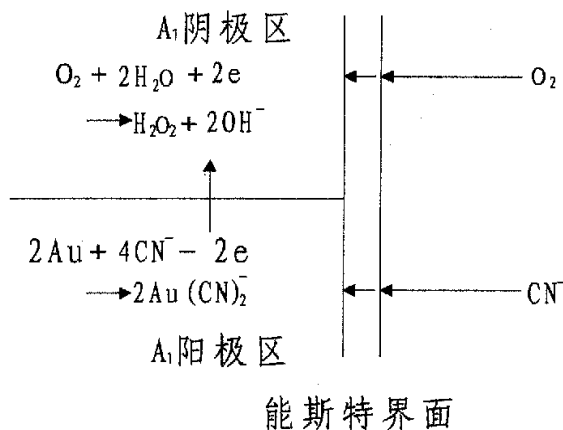 A₁阴极区
O₂ + 2H₂O + 2e
→H₂O₂ + 2OH⁻
O₂
2Au + 4CN⁻ - 2e
→2Au(CN)₂⁻
CN⁻
A₁阳极区
能斯特界面